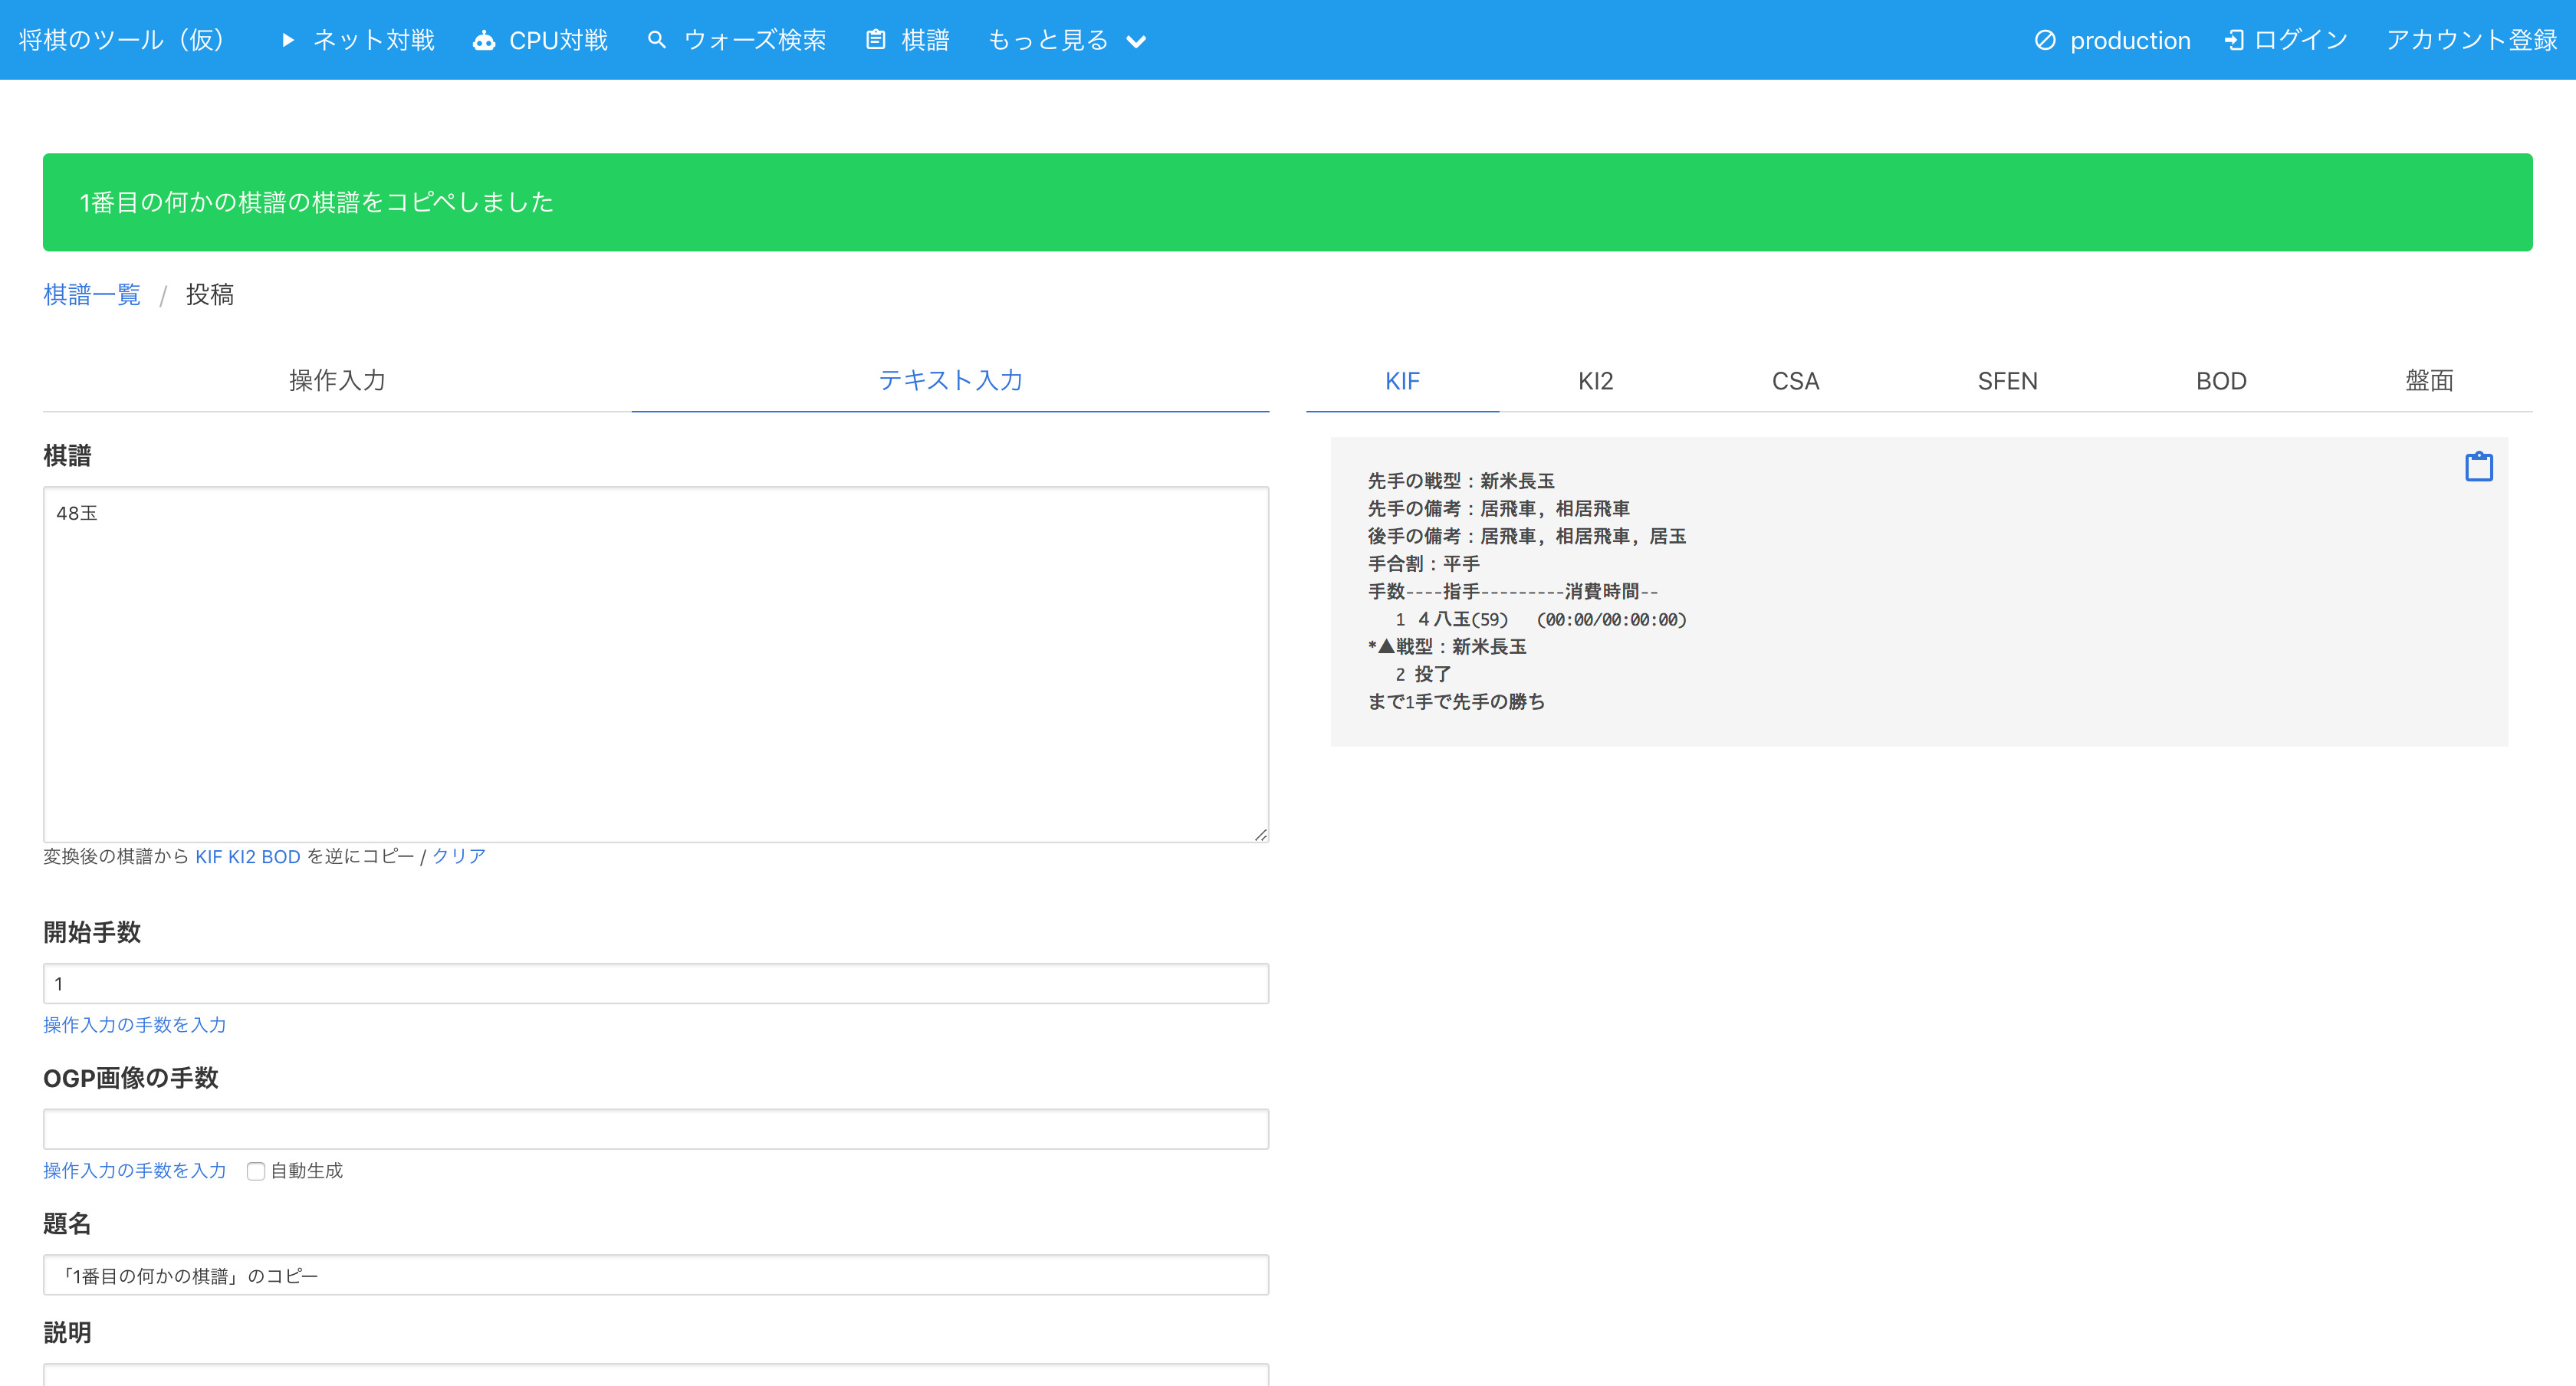 将棋のツール（仮） ネット対戦 CPU対戦 ウォーズ検索 棋譜 もっと見る production ログイン アカウント登録
1番目の何かの棋譜の棋譜をコピペしました
棋譜一覧 / 投稿
操作入力 テキスト入力
棋譜
48玉
変換後の棋譜から KIF KI2 BOD を逆にコピー / クリア
開始手数
1
操作入力の手数を入力
OGP画像の手数
操作入力の手数を入力 自動生成
題名
「1番目の何かの棋譜」のコピー
説明
KIF KI2 CSA SFEN BOD 盤面
先手の戦型：新米長玉
先手の備考：居飛車, 相居飛車
後手の備考：居飛車, 相居飛車, 居玉
手合割：平手
手数----指手---------消費時間--
1 ４八玉(59) (00:00/00:00:00)
*▲戦型：新米長玉
2 投了
まで1手で先手の勝ち